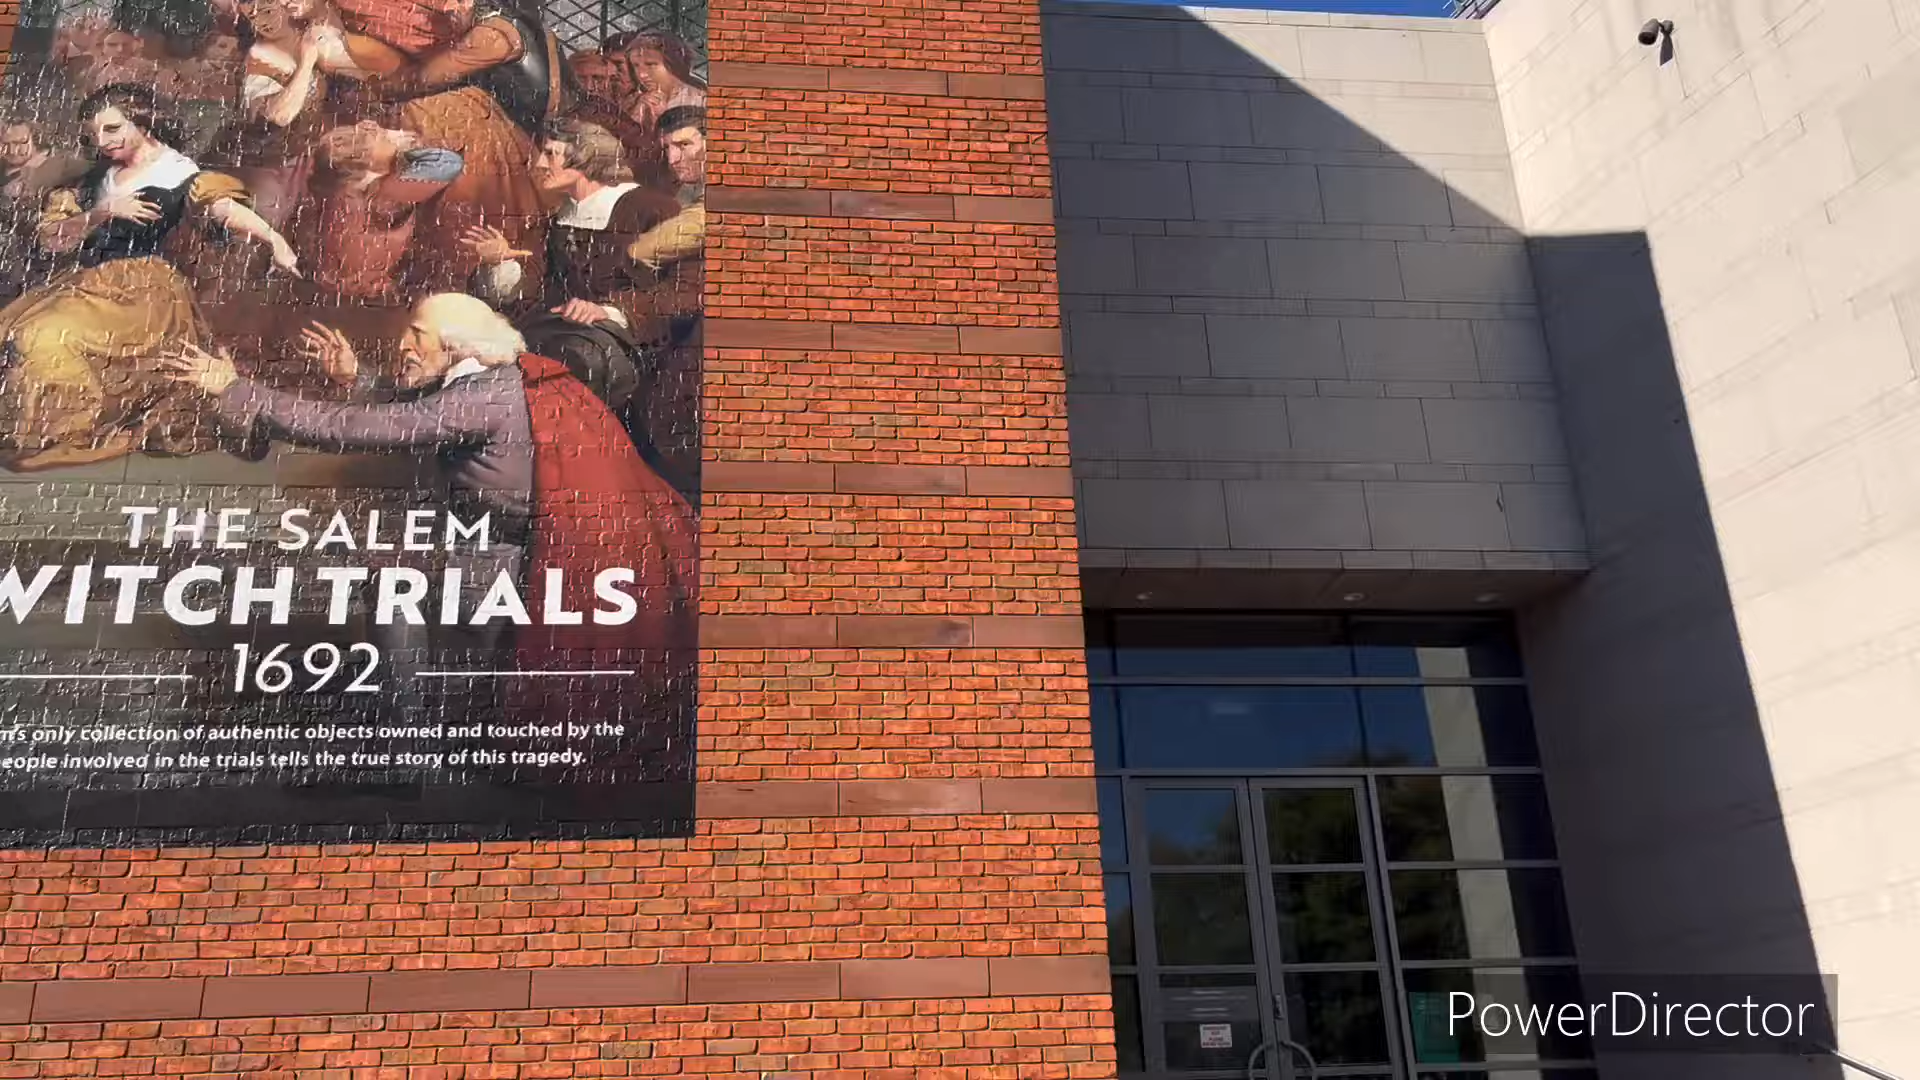 THE SALEM
WITCH TRIALS
1692
only collection of authentic objects owned and touched by the
involved in the trials tells the true story of this tragedy.
PowerDirector